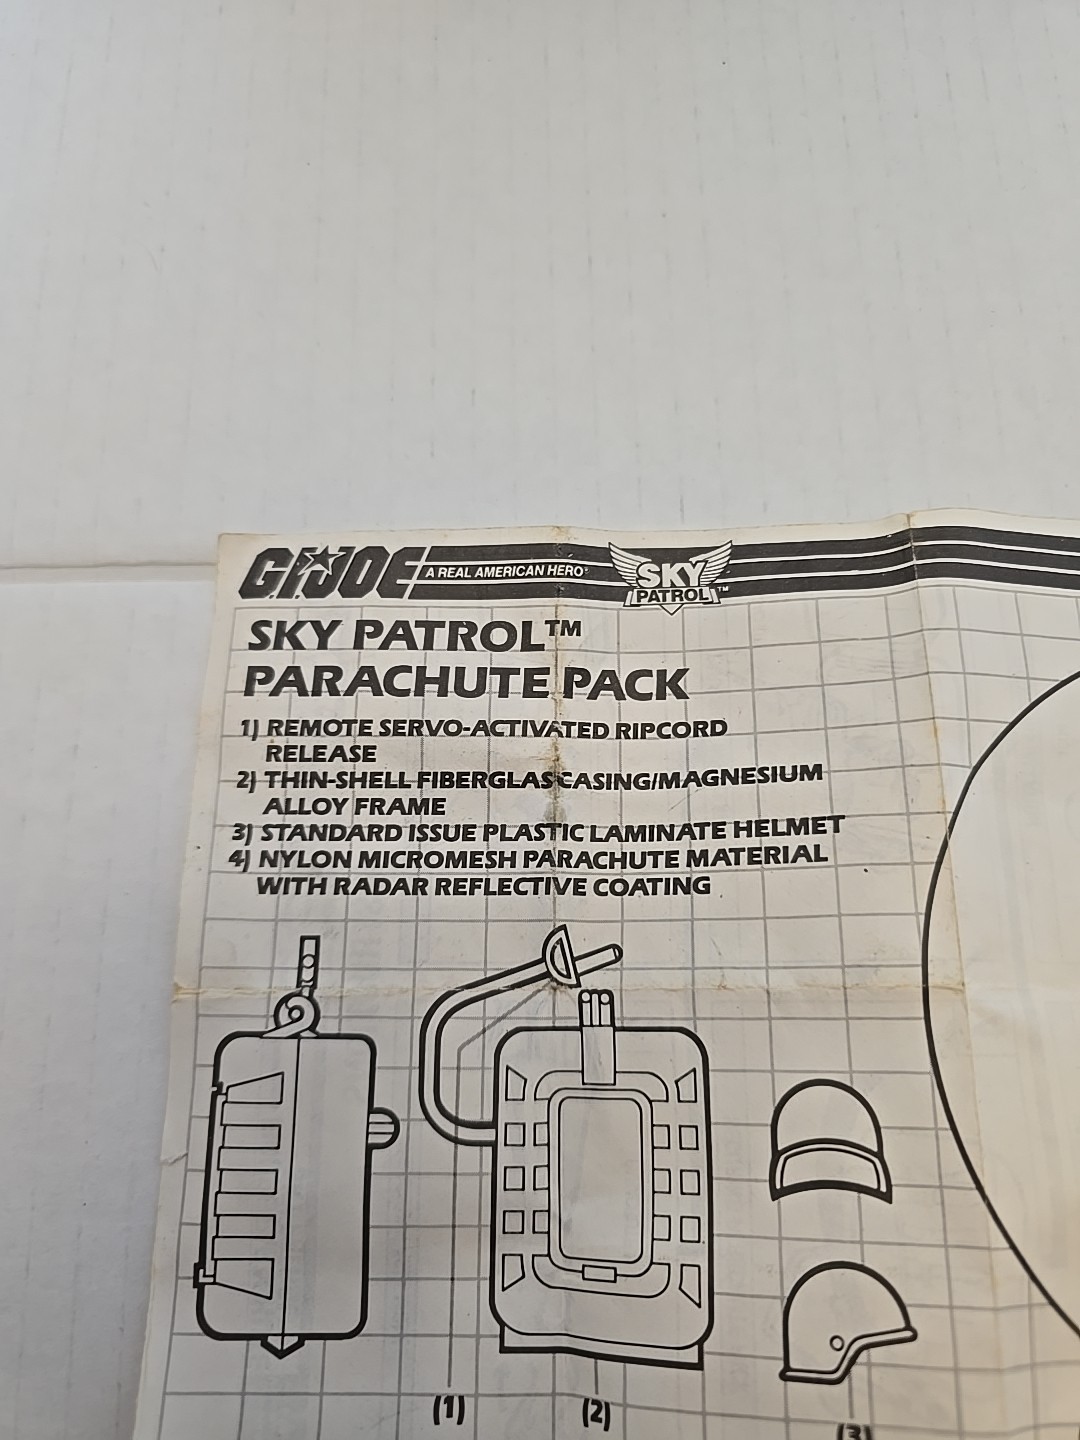 G.I. JOE A REAL AMERICAN HERO® SKY PATROL™
SKY PATROL™
PARACHUTE PACK
1) REMOTE SERVO-ACTIVATED RIPCORD
RELEASE
2) THIN-SHELL FIBERGLAS CASING/MAGNESIUM
ALLOY FRAME
3) STANDARD ISSUE PLASTIC LAMINATE HELMET
4) NYLON MICROMESH PARACHUTE MATERIAL
WITH RADAR REFLECTIVE COATING
(1) (2) (3)